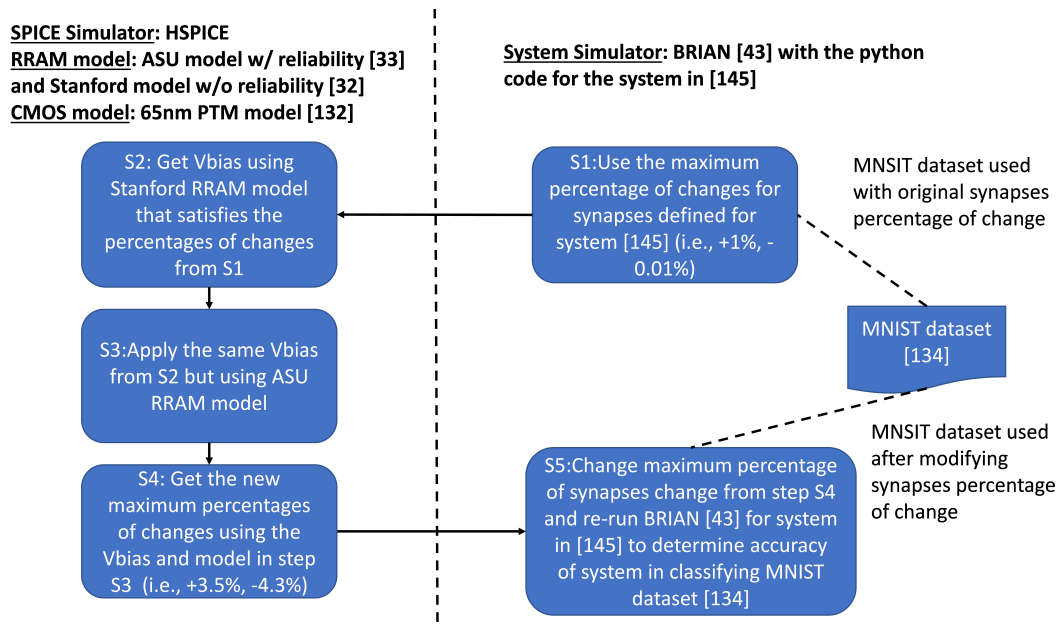 SPICE Simulator: HSPICE
RRAM model: ASU model w/ reliability [33]
and Stanford model w/o reliability [32]
CMOS model: 65nm PTM model [132]
System Simulator: BRIAN [43] with the python
code for the system in [145]
S2: Get Vbias using
Stanford RRAM model
that satisfies the
percentages of changes
from S1
S1:Use the maximum
percentage of changes for
synapses defined for
system [145] (i.e., +1%, -
0.01%)
MNSIT dataset used
with original synapses
percentage of change
S3:Apply the same Vbias
from S2 but using ASU
RRAM model
MNIST dataset
[134]
S4: Get the new
maximum percentages
of changes using the
Vbias and model in step
S3 (i.e., +3.5%, -4.3%)
S5:Change maximum percentage
of synapses change from step S4
and re-run BRIAN [43] for system
in [145] to determine accuracy
of system in classifying MNIST
dataset [134]
MNSIT dataset used
after modifying
synapses percentage
of change